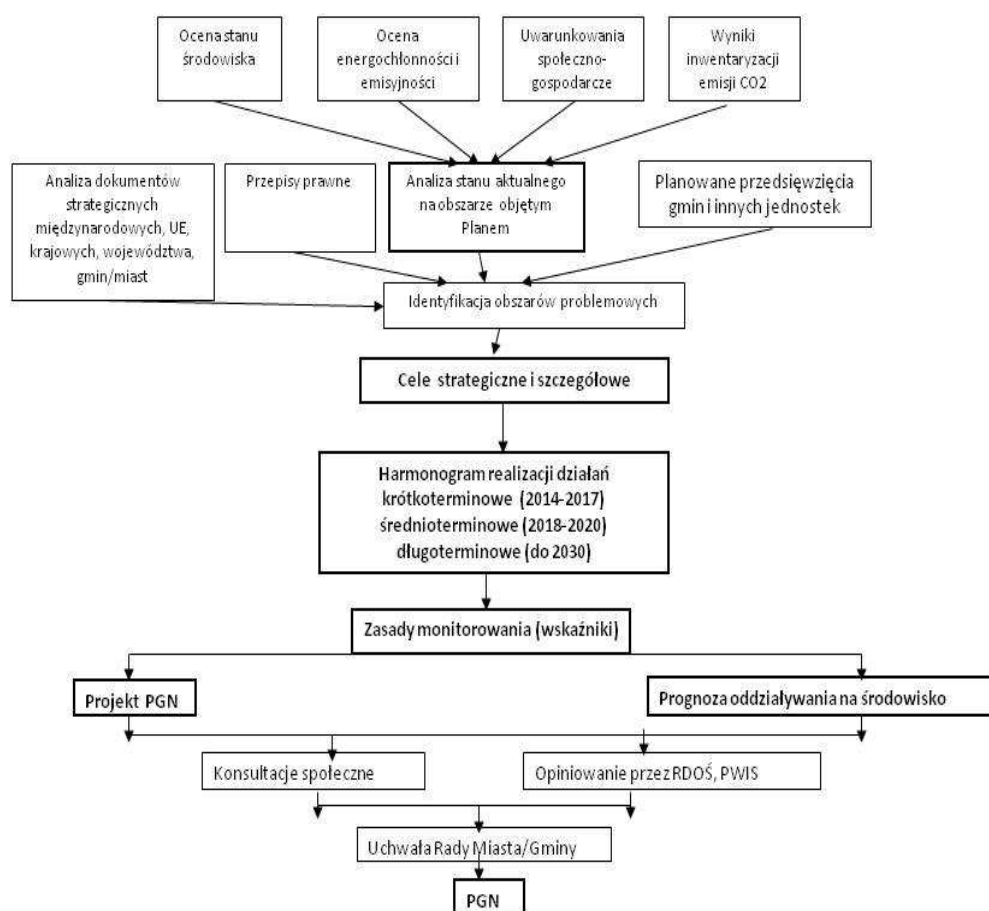 Ocena stanu
środowiska
Ocena
energochłonności i
emisyjności
Uwarunkowania
społeczno-
gospodarcze
Wyniki
inwentaryzacji
emisji CO2
Analiza dokumentów
strategicznych
międzynarodowych, UE,
krajowych, województwa,
gmin/miast
Przepisy prawne
Analiza stanu aktualnego
na obszarze objętym
Planem
Planowane przedsięwzięcia
gmin i innych jednostek
Identyfikacja obszarów problemowych
Cele strategiczne i szczegółowe
Harmonogram realizacji działań
krótkoterminowe (2014-2017)
średnioterminowe (2018-2020)
długoterminowe (do 2030)
Zasady monitorowania (wskaźniki)
Projekt PGN
Prognoza oddziaływania na środowisko
Konsultacje społeczne
Opiniowanie przez RDOŚ, PWIS
Uchwała Rady Miasta/Gminy
PGN